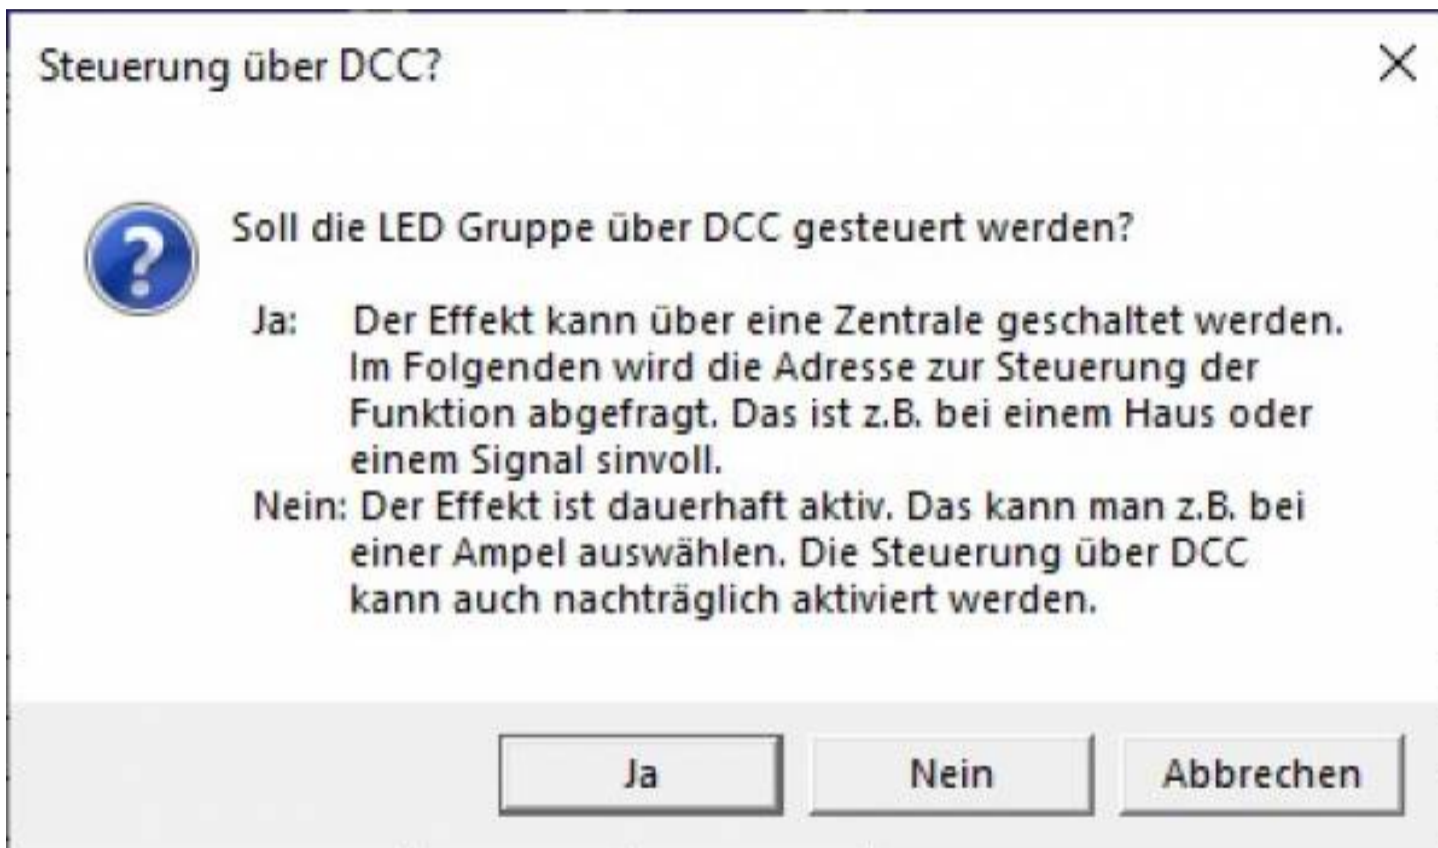 Steuerung über DCC?
Soll die LED Gruppe über DCC gesteuert werden?
Ja: Der Effekt kann über eine Zentrale geschaltet werden.
Im Folgenden wird die Adresse zur Steuerung der
Funktion abgefragt. Das ist z.B. bei einem Haus oder
einem Signal sinvoll.
Nein: Der Effekt ist dauerhaft aktiv. Das kann man z.B. bei
einer Ampel auswählen. Die Steuerung über DCC
kann auch nachträglich aktiviert werden.
Ja
Nein
Abbrechen